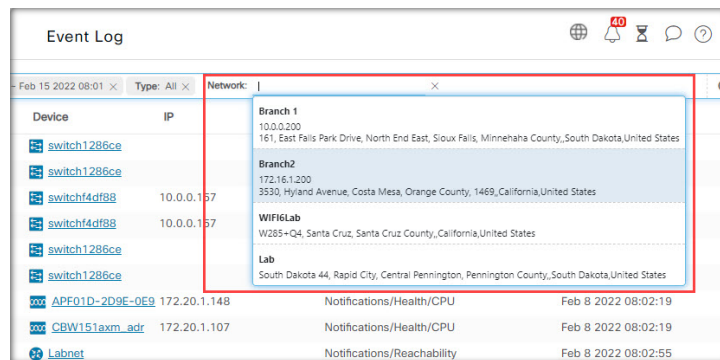 Event Log
40
- Feb 15 2022 08:01 ×
Type: All ×
Network:
×
Device
IP
Branch 1
10.0.0.200
161, East Falls Park Drive, North End East, Sioux Falls, Minnehaha County,,South Dakota,United States
Branch2
172.16.1.200
3530, Hyland Avenue, Costa Mesa, Orange County, 1469,,California,United States
WIFI6Lab
W285+Q4, Santa Cruz, Santa Cruz County,,California,United States
Lab
South Dakota 44, Rapid City, Central Pennington, Pennington County,,South Dakota,United States
switch1286ce
switch1286ce
switchf4df88 10.0.0.157
switchf4df88 10.0.0.157
switch1286ce
switch1286ce
APF01D-2D9E-0E9 172.20.1.148 Notifications/Health/CPU Feb 8 2022 08:02:19
CBW151axm_adr 172.20.1.107 Notifications/Health/CPU Feb 8 2022 08:02:19
Labnet Notifications/Reachability Feb 8 2022 08:02:55